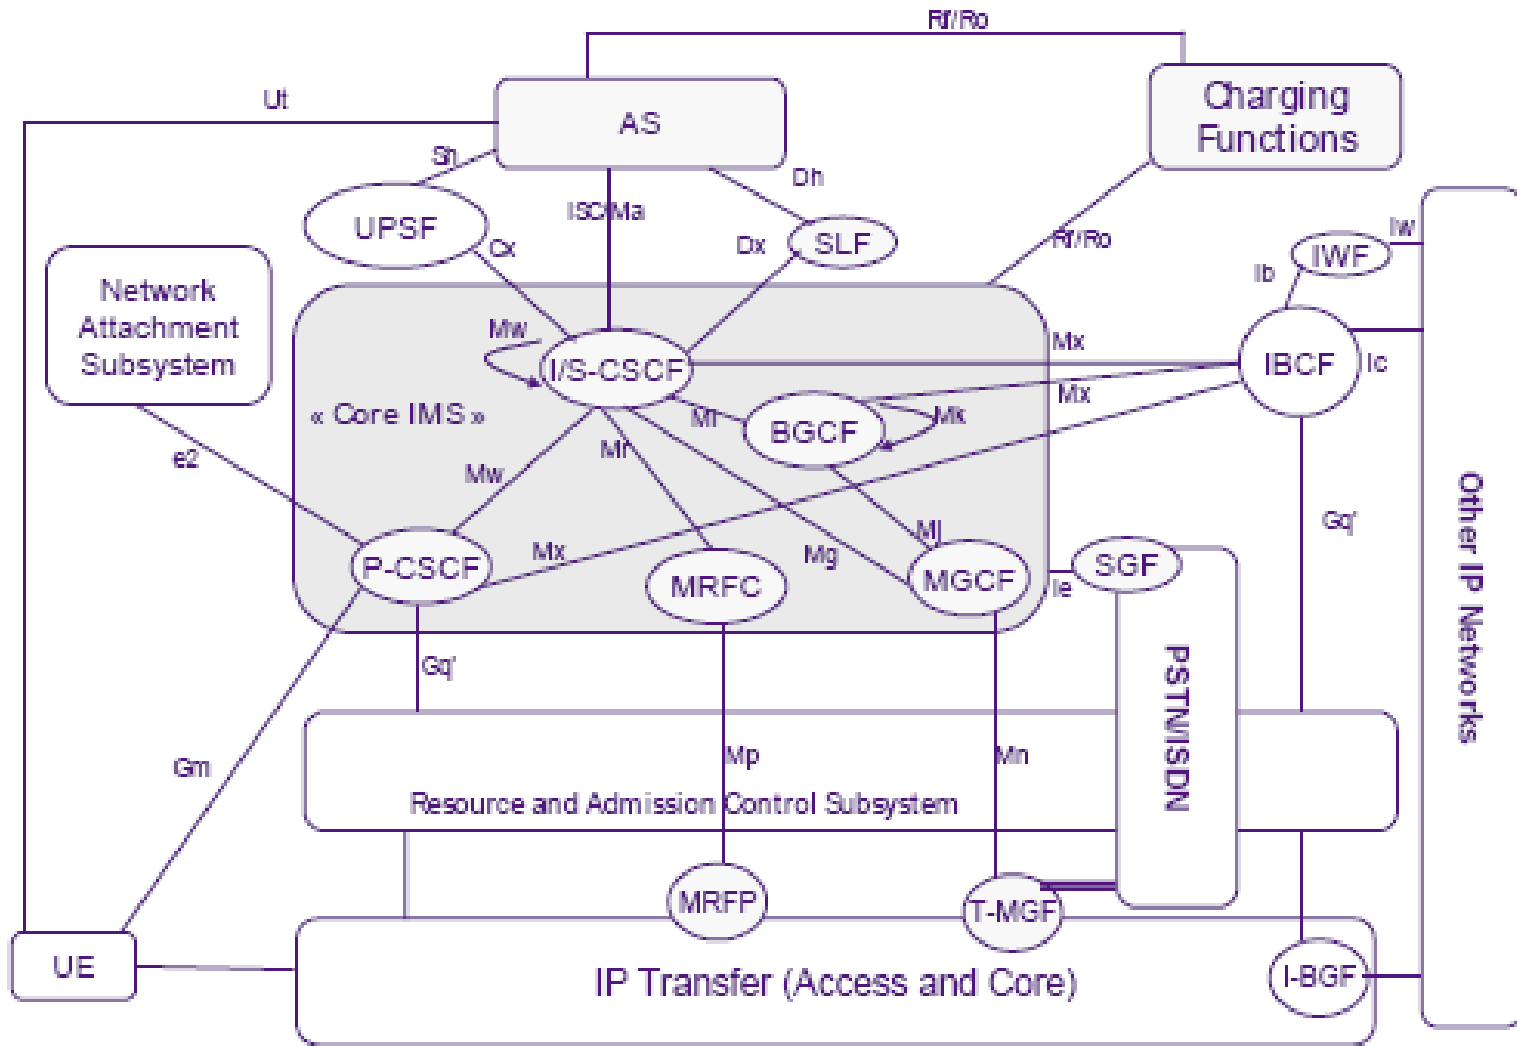 Rf/Ro
Charging
Functions
Ut
AS
Sh
Dh
ISC/Ma
UPSF
Cx
Dx
SLF
Rf/Ro
Iw
IWF
Ib
Network
Attachment
Subsystem
Mw
I/S-CSCF
Mx
IBCF
Ic
Mx
« Core IMS »
Mi
BGCF
Mk
Mr
e2
Mw
Other IP Networks
Gq'
Mj
Mx
Mg
P-CSCF
MRFC
MGCF
Ie
SGF
Gq'
PSTN/ISDN
Gm
Mp
Mn
Resource and Admission Control Subsystem
MRFP
T-MGF
UE
IP Transfer (Access and Core)
I-BGF